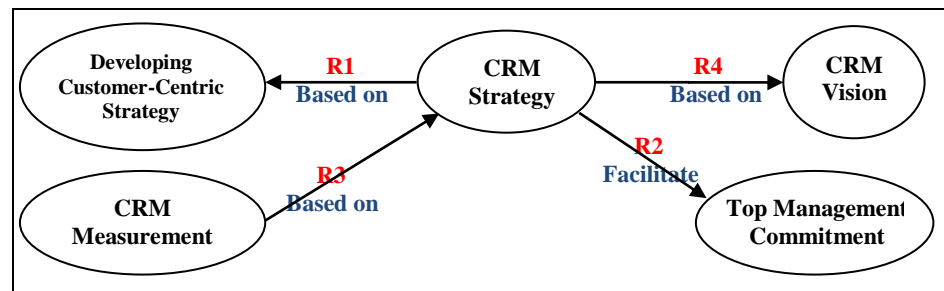 Developing
Customer-Centric
Strategy
R1
Based on
CRM
Strategy
R4
Based on
CRM
Vision
R2
Facilitate
R3
Based on
CRM
Measurement
Top Management
Commitment